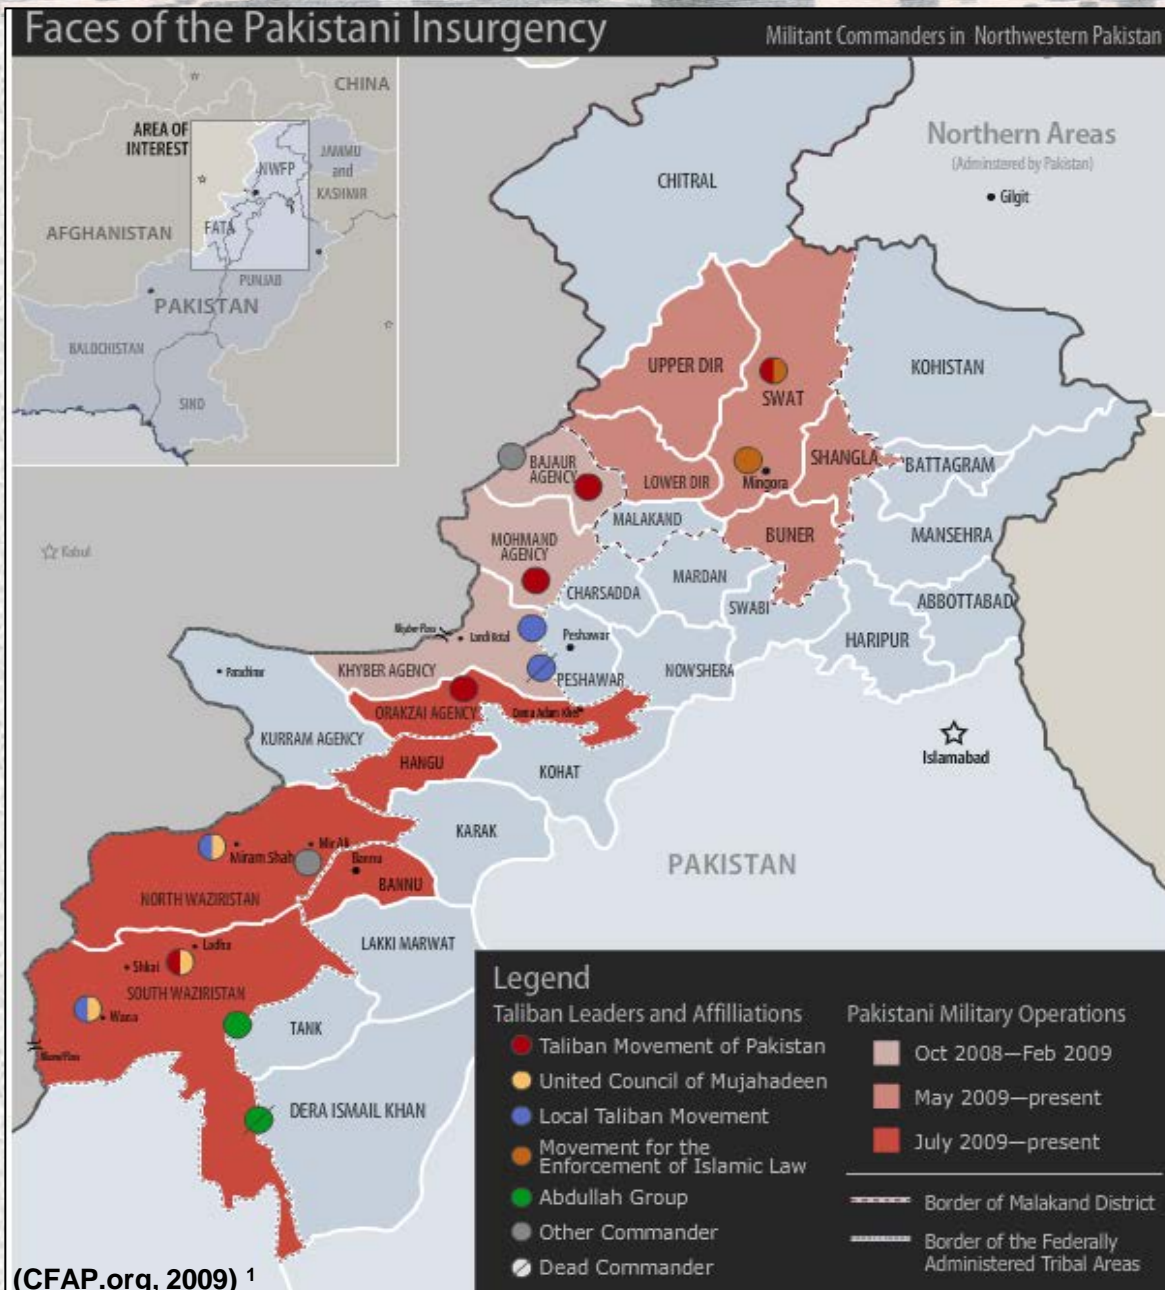 Faces of the Pakistani Insurgency
Militant Commanders in Northwestern Pakistan
CHINA
AREA OF
INTEREST
NWFP
JAMMU
and
KASHMIR
AFGHANISTAN
FATA
PUNJAB
PAKISTAN
BALOCHISTAN
SIND
Northern Areas
(Adminstered by Pakistan)
Gilgit
CHITRAL
UPPER DIR
SWAT
KOHISTAN
BAJAUR
AGENCY
LOWER DIR
Mingora
SHANGLA
BATTAGRAM
MALAKAND
BUNER
MANSEHRA
Kabul
MOHMAND
AGENCY
CHARSADDA
MARDAN
SWABI
ABBOTTABAD
HARIPUR
Khyber Pass
Landi Kotal
Peshawar
PESHAWAR
NOWSHERA
Parachinar
KHYBER AGENCY
ORAKZAI AGENCY
Darra Adam Khel
KURRAM AGENCY
HANGU
KOHAT
Islamabad
KARAK
PAKISTAN
Miram Shah
Mir Ali
Bannu
BANNU
NORTH WAZIRISTAN
LAKKI MARWAT
Ladha
Shkai
SOUTH WAZIRISTAN
Wana
TANK
DERA ISMAIL KHAN
Legend
Taliban Leaders and Affilliations
Taliban Movement of Pakistan
United Council of Mujahadeen
Local Taliban Movement
Movement for the
Enforcement of Islamic Law
Abdullah Group
Other Commander
Dead Commander
Pakistani Military Operations
Oct 2008—Feb 2009
May 2009—present
July 2009—present
Border of Malakand District
Border of the Federally
Administered Tribal Areas
(CFAP.org, 2009) 1